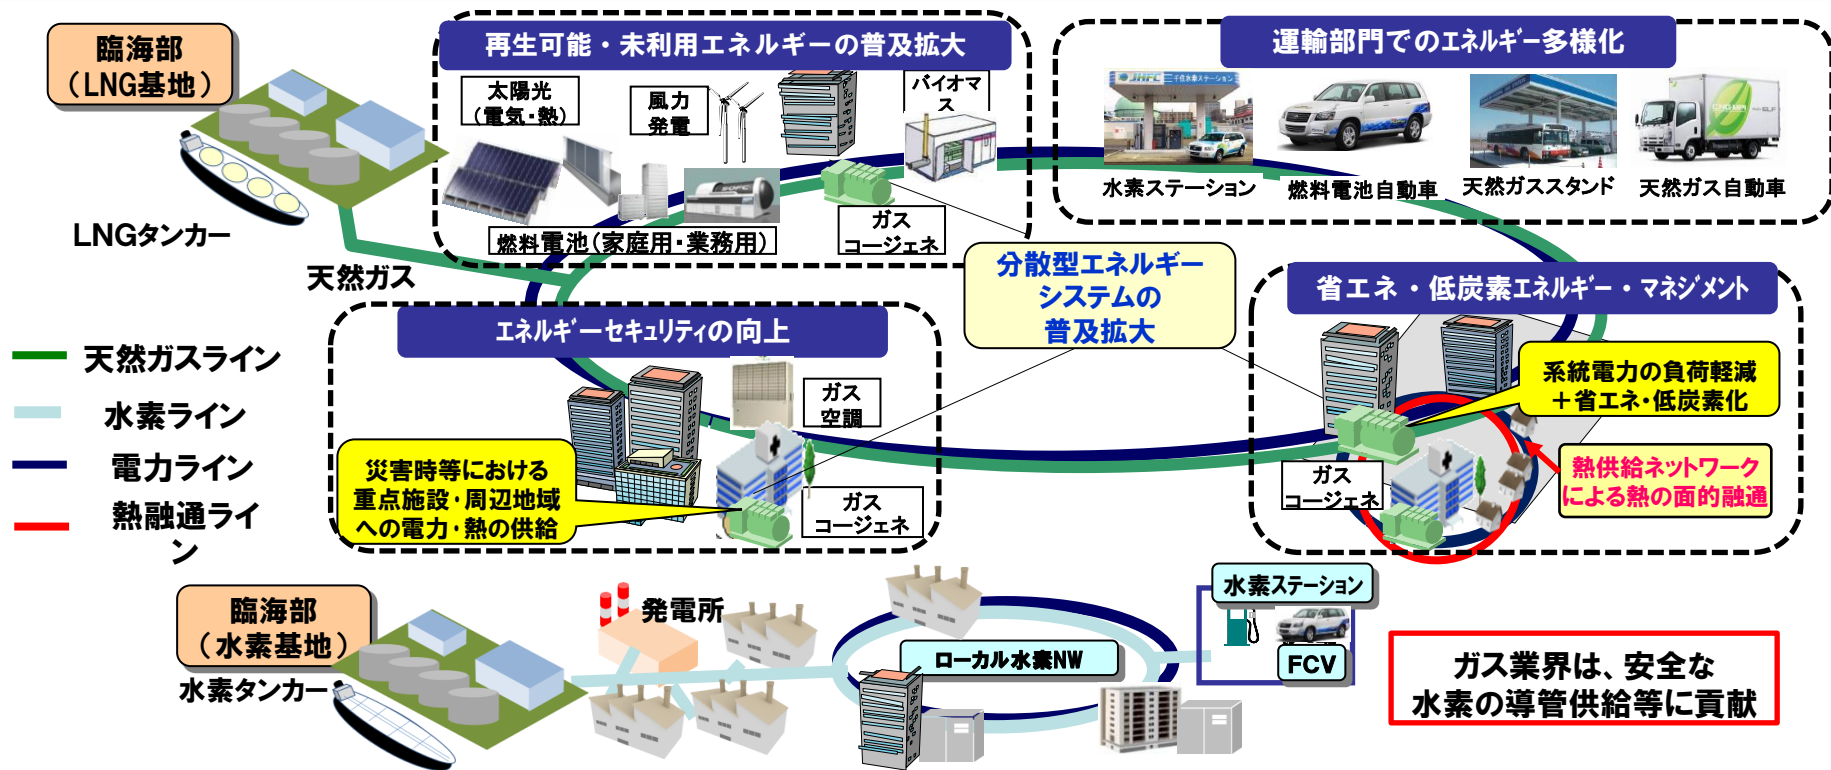 臨海部
（LNG基地）
LNGタンカー
天然ガス
再生可能・未利用エネルギーの普及拡大
太陽光
（電気・熱）
風力
発電
バイオマ
ス
SOFC
燃料電池（家庭用・業務用）
ガス
コージェネ
運輸部門でのエネルギー多様化
JHFC 千住水素ステーション
水素ステーション
燃料電池自動車
天然ガススタンド
天然ガス自動車
分散型エネルギー
システムの
普及拡大
エネルギーセキュリティの向上
ガス
空調
災害時等における
重点施設・周辺地域
への電力・熱の供給
ガス
コージェネ
省エネ・低炭素エネルギー・マネジメント
系統電力の負荷軽減
＋省エネ・低炭素化
ガス
コージェネ
熱供給ネットワーク
による熱の面的融通
天然ガスライン
水素ライン
電力ライン
熱融通ライ
ン
臨海部
（水素基地）
水素タンカー
発電所
ローカル水素NW
水素ステーション
FCV
ガス業界は、安全な
水素の導管供給等に貢献